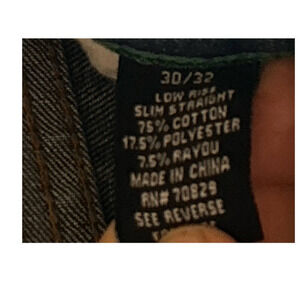 30/32
LOW RISE
SLIM STRAIGHT
75% COTTON
17.5% POLYESTER
7.5% RAYOU
MADE IN CHINA
RN# 70829
SEE REVERSE